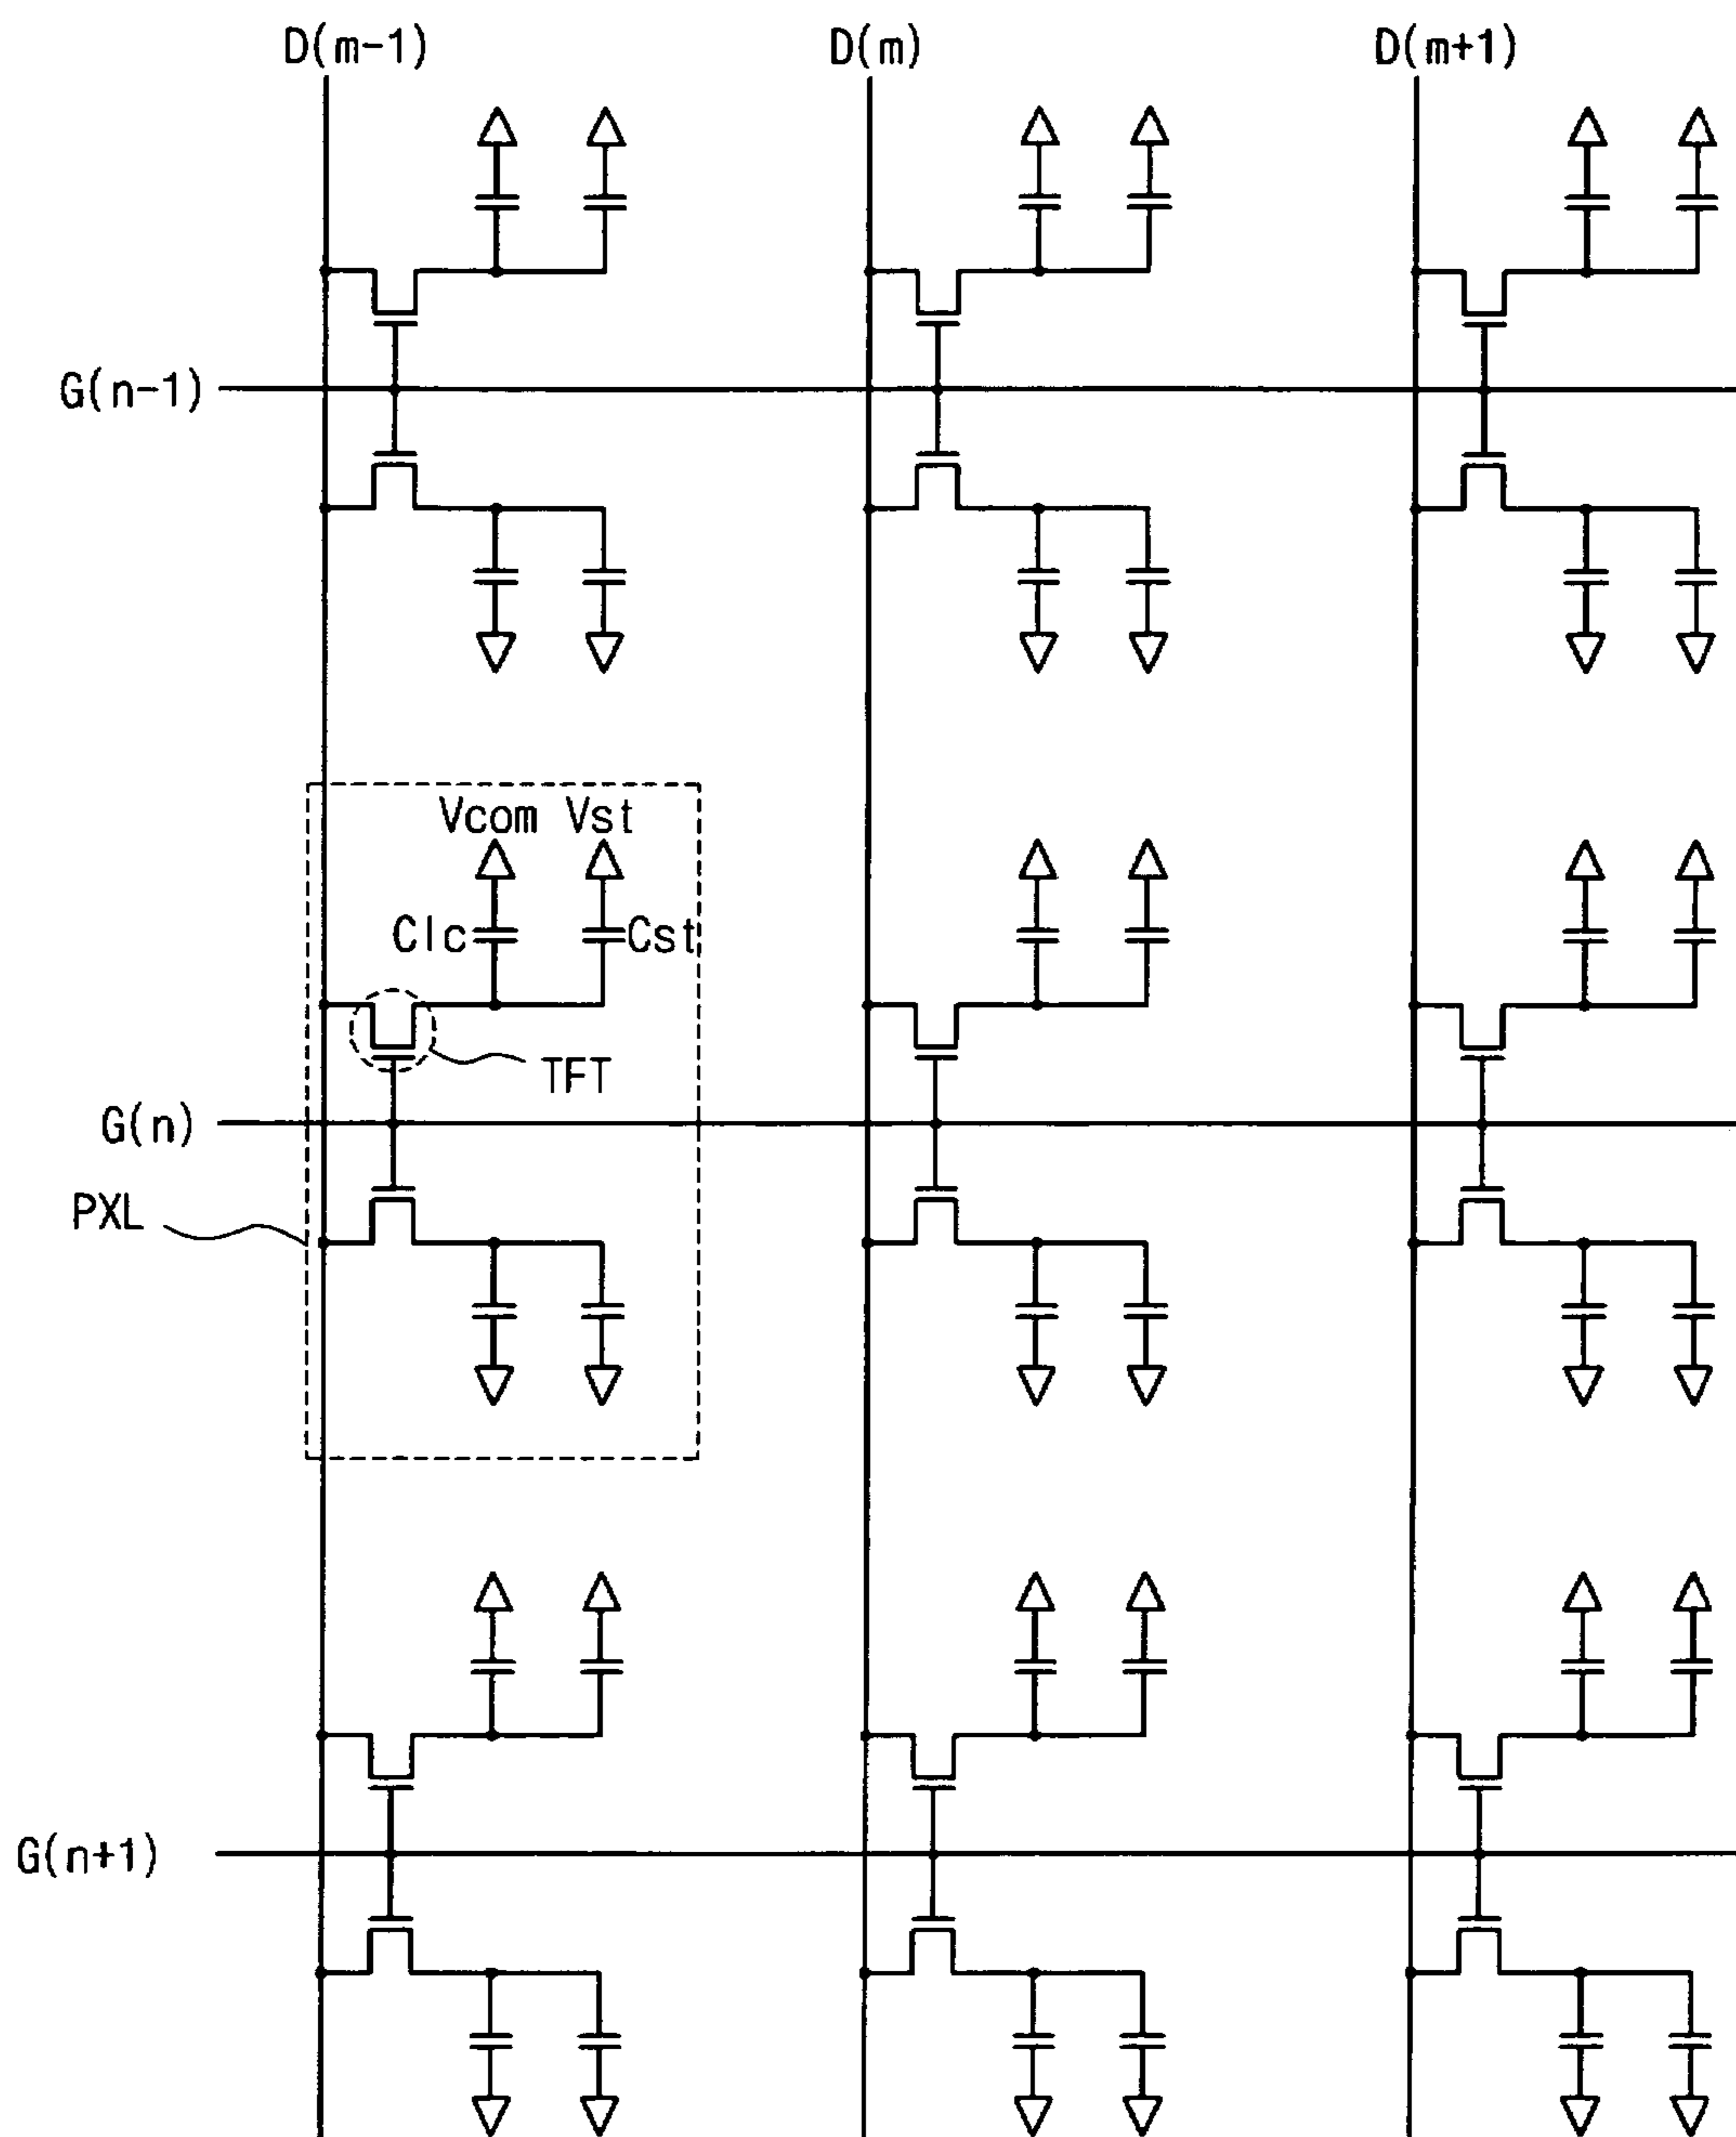 D(m-1) D(m) D(m+1)
G(n-1)
Vcom Vst
Clc Cst
TFT
G(n)
PXL
G(n+1)